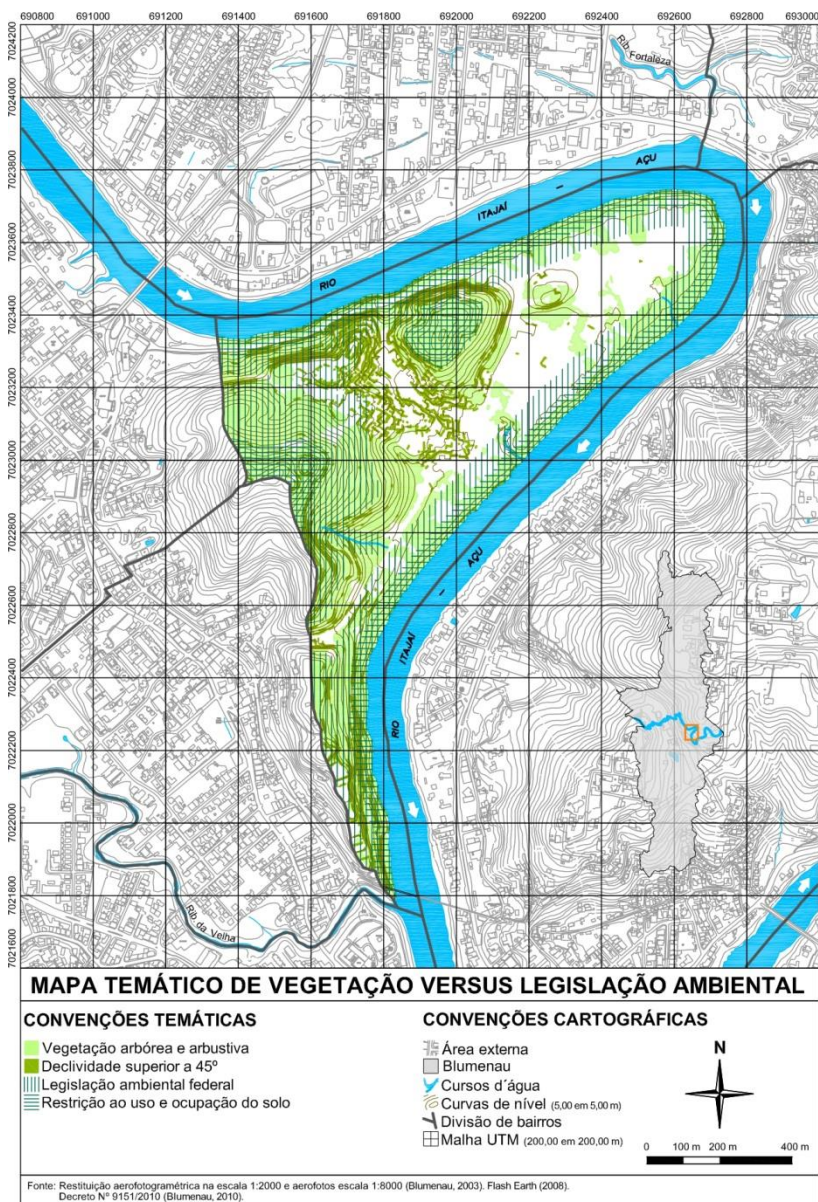 690800 691000 691200 691400 691600 691800 692000 692200 692400 692600 692800 693000
7024200
7024000
7023800
7023600
7023400
7023200
7023000
7022800
7022600
7022400
7022200
7022000
7021800
7021600
Rib. Fortaleza
RIO ITAJAÍ - AÇU
RIO ITAJAÍ - AÇU
Rib. da Velha
MAPA TEMÁTICO DE VEGETAÇÃO VERSUS LEGISLAÇÃO AMBIENTAL
CONVENÇÕES TEMÁTICAS
Vegetação arbórea e arbustiva
Declividade superior a 45º
Legislação ambiental federal
Restrição ao uso e ocupação do solo
CONVENÇÕES CARTOGRÁFICAS
Área externa
Blumenau
Cursos d´água
Curvas de nível (5,00 em 5,00 m)
Divisão de bairros
Malha UTM (200,00 em 200,00 m)
N
0 100 m 200 m 400 m
Fonte: Restituição aerofotogramétrica na escala 1:2000 e aerofotos escala 1:8000 (Blumenau, 2003). Flash Earth (2008).
Decreto Nº 9151/2010 (Blumenau, 2010).